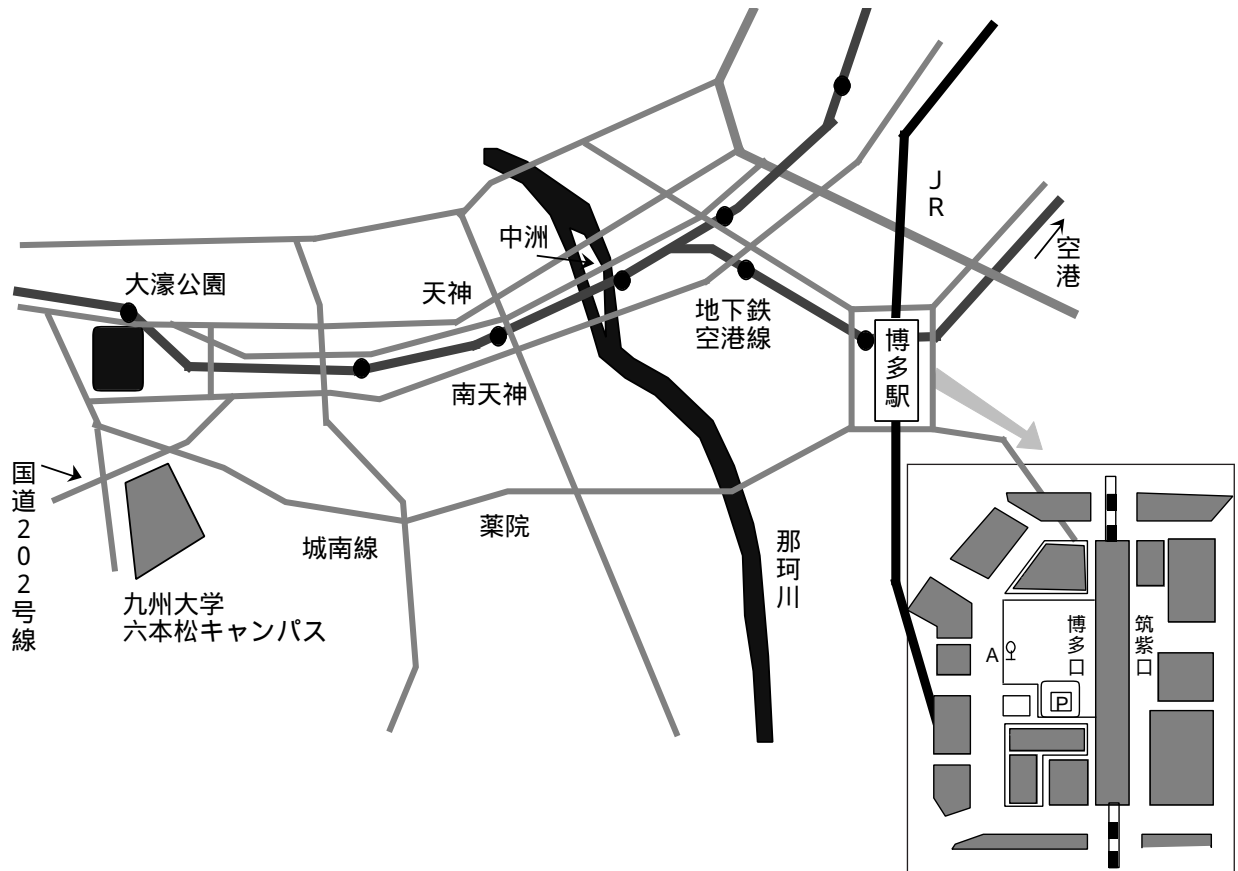 JR
空港
中洲
大濠公園
天神
地下鉄
空港線
博多駅
南天神
国道202号線
薬院
城南線
那珂川
九州大学
六本松キャンパス
博多口
筑紫口
A
P